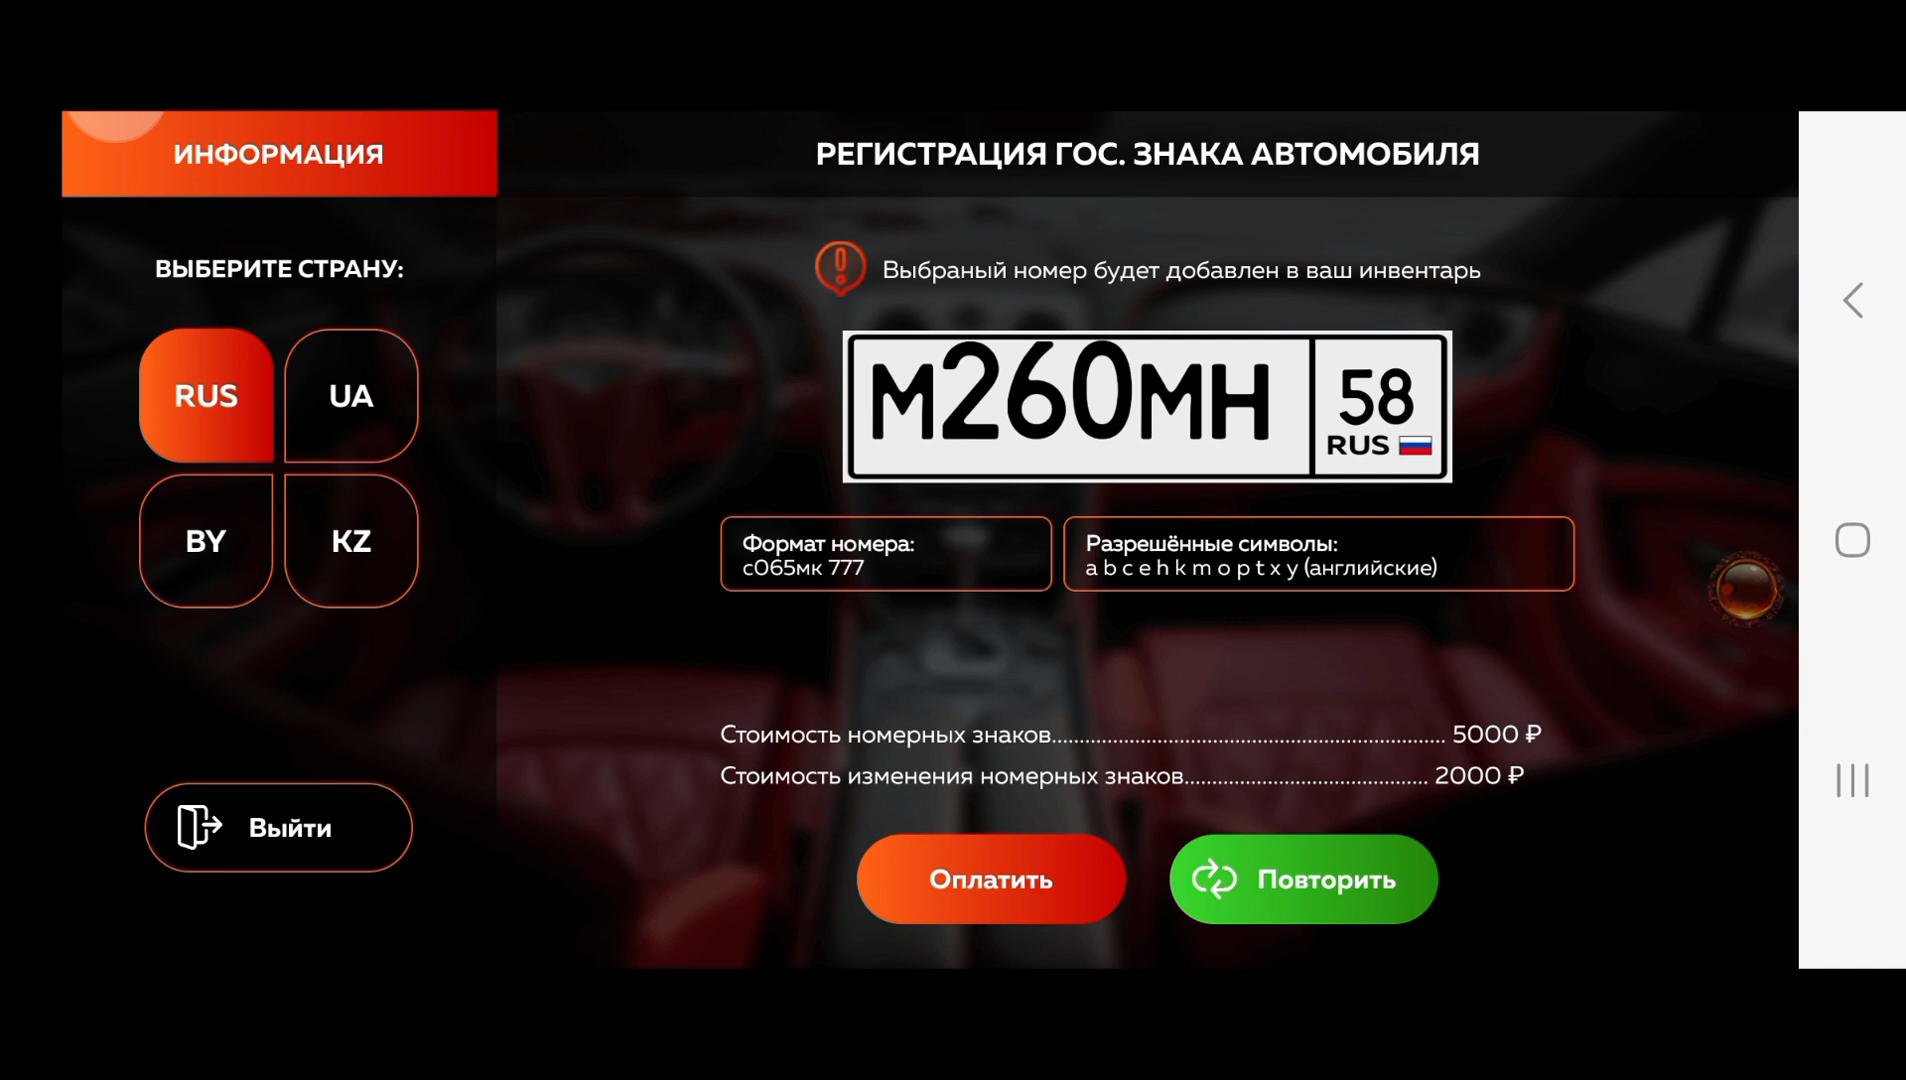 ИНФОРМАЦИЯ
РЕГИСТРАЦИЯ ГОС. ЗНАКА АВТОМОБИЛЯ
ВЫБЕРИТЕ СТРАНУ:
RUS
UA
BY
KZ
Выйти
Выбраный номер будет добавлен в ваш инвентарь
М260МН 58
RUS
Формат номера:
с065мк 777
Разрешённые символы:
a b c e h k m o p t x y (английские)
Стоимость номерных знаков....................................................................... 5000 ₽
Стоимость изменения номерных знаков............................................ 2000 ₽
Оплатить
Повторить